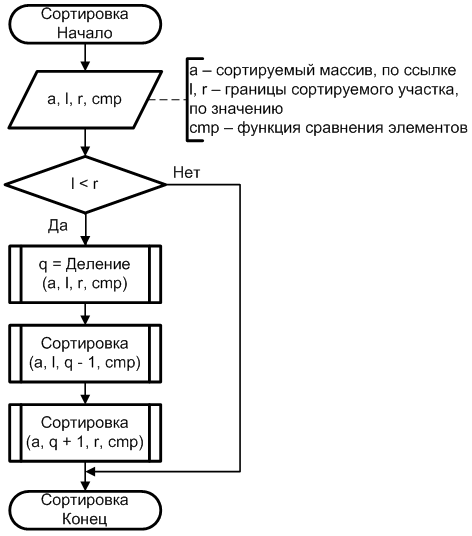 Сортировка
Начало
a, l, r, cmp
a – сортируемый массив, по ссылке
l, r – границы сортируемого участка,
по значению
cmp – функция сравнения элементов
l < r
Нет
Да
q = Деление
(a, l, r, cmp)
Сортировка
(a, l, q - 1, cmp)
Сортировка
(a, q + 1, r, cmp)
Сортировка
Конец